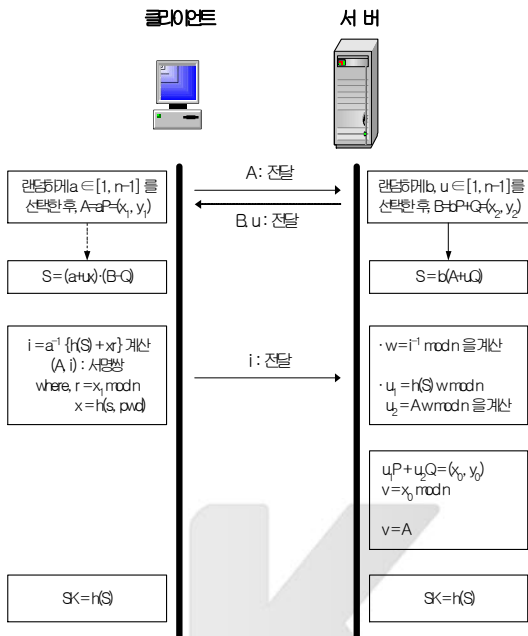 클라이언트
서 버
A : 전달
랜덤하게 a ∈ [1, n-1] 를
선택한 후, A=aP=(x₁, y₁)
B, u : 전달
랜덤하게 b, u ∈ [1, n-1] 를
선택한 후, B=bP+Q=(x₂, y₂)
S = (a+ux)·(B-Q)
S = b(A+uQ)
i = a⁻¹ {h(S) + xr} 계산
(A, i) : 서명쌍
where, r = x₁ mod n
x = h(s, pwd)
i : 전달
· w = i⁻¹ mod n 을 계산
· u₁ = h(S) w mod n
u₂ = A w mod n 을 계산
u₁P + u₂Q = (x₀, y₀)
v = x₀ mod n
v = A
SK = h(S)
SK = h(S)